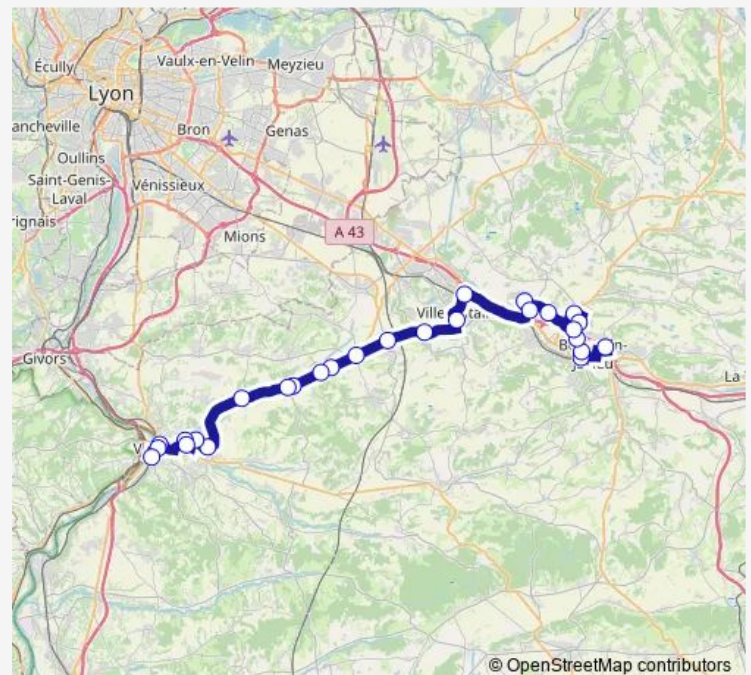 Écully
Vaulx-en-Velin
Meyzieu
Lyon
ancheville
Bron
Genas
Oullins
Saint-Genis-
Laval
Vénissieux
rignais
Mions
A 43
Givors
La
© OpenStreetMap contributors